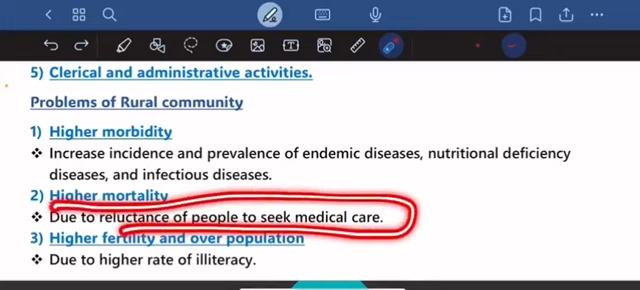 5) Clerical and administrative activities.
Problems of Rural community
1) Higher morbidity
❖ Increase incidence and prevalence of endemic diseases, nutritional deficiency
diseases, and infectious diseases.
2) Higher mortality
❖ Due to reluctance of people to seek medical care.
3) Higher fertility and over population
❖ Due to higher rate of illiteracy.